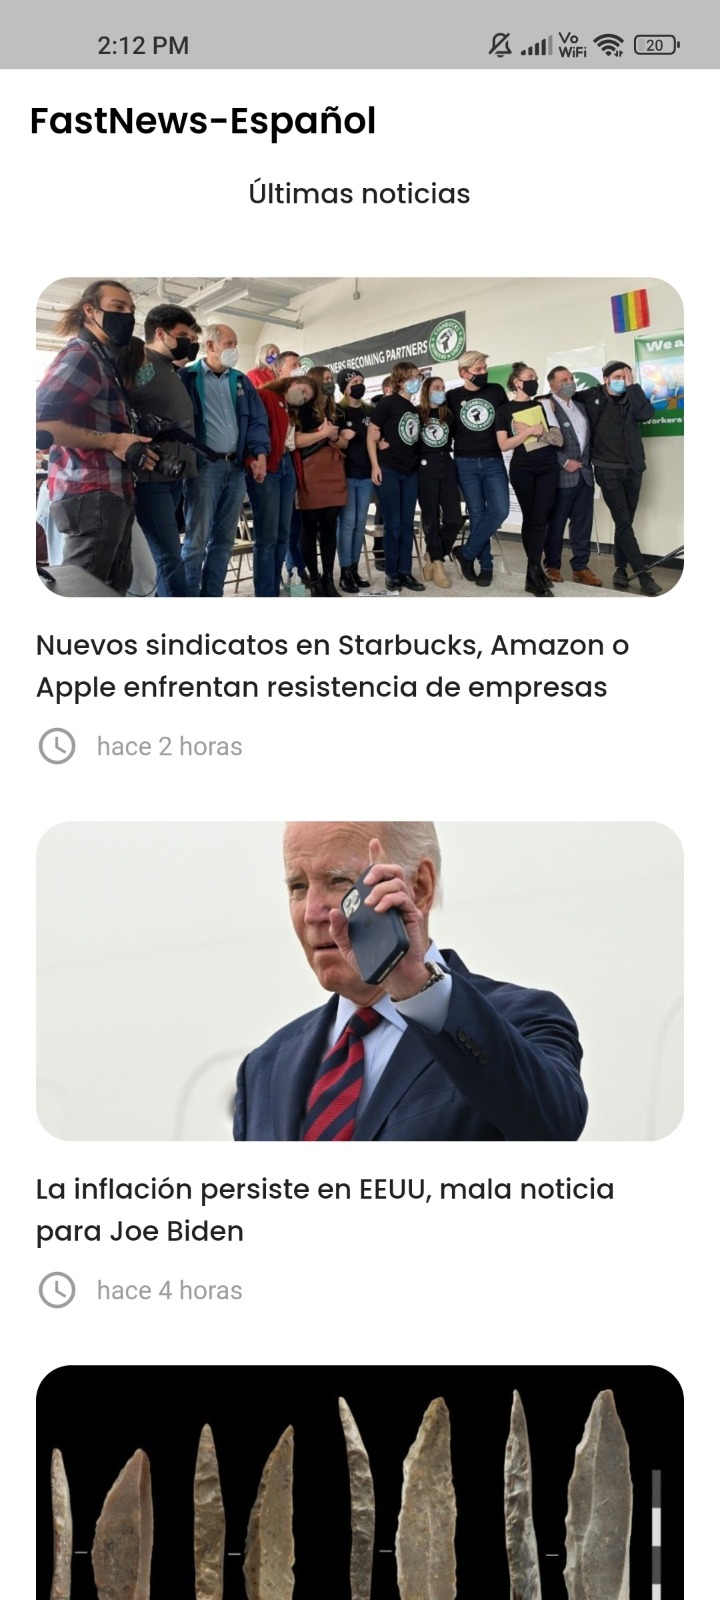 2:12 PM
Vo
WiFi
20
FastNews-Español
Últimas noticias
BECOMING PARTNERS
We a
Nuevos sindicatos en Starbucks, Amazon o
Apple enfrentan resistencia de empresas
hace 2 horas
La inflación persiste en EEUU, mala noticia
para Joe Biden
hace 4 horas